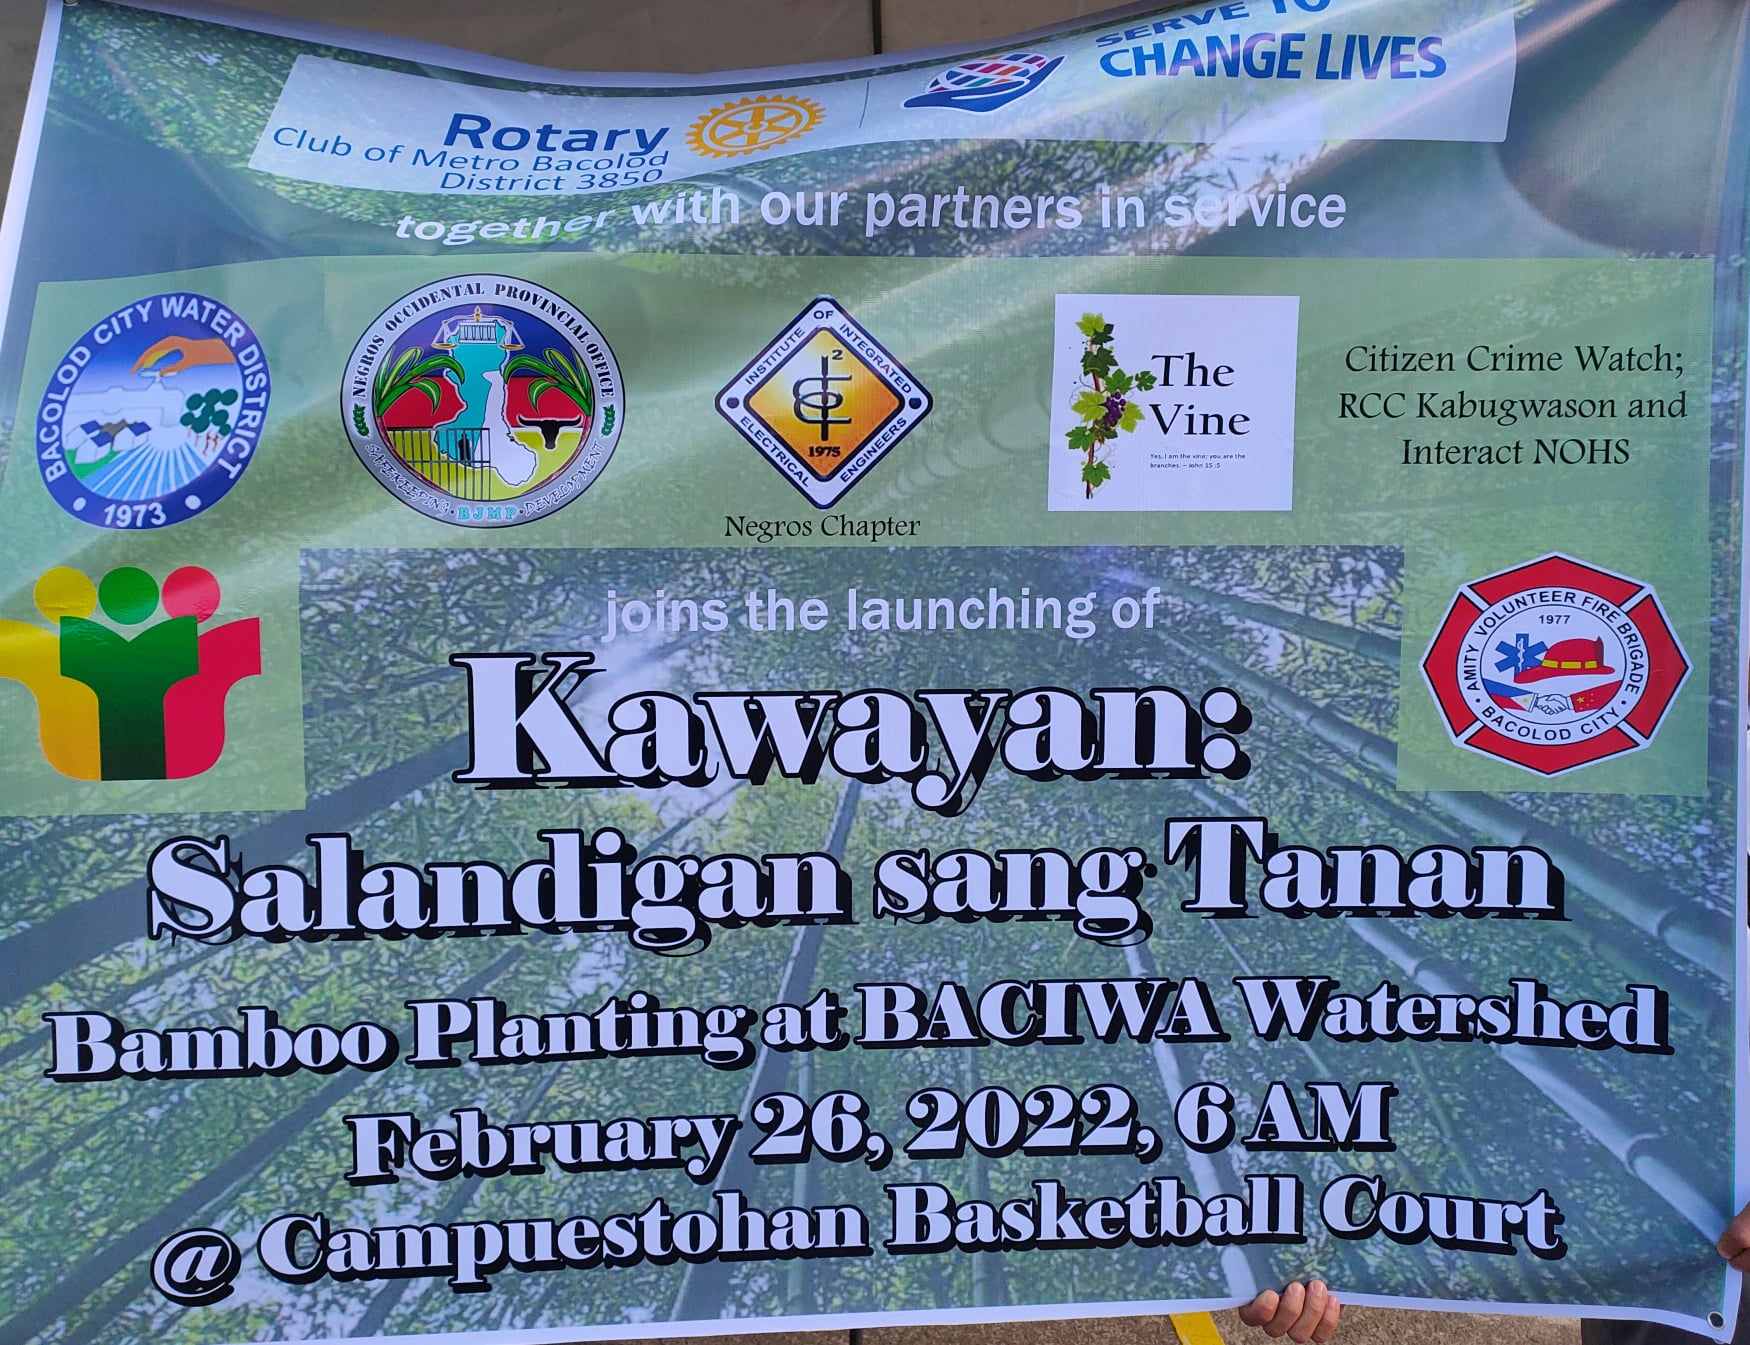 SERVE TO
CHANGE LIVES
Rotary
Club of Metro Bacolod
District 3850
together with our partners in service
BACOLOD CITY WATER DISTRICT
1973
NEGROS OCCIDENTAL PROVINCIAL OFFICE
SAFEKEEPING · BJMP · DEVELOPMENT
INSTITUTE OF INTEGRATED
ELECTRICAL ENGINEERS
2
1975
Negros Chapter
The
Vine
Yes, I am the vine; you are the
branches. – John 15:5
Citizen Crime Watch;
RCC Kabugwason and
Interact NOHS
joins the launching of
AMITY VOLUNTEER FIRE BRIGADE
1977
BACOLOD CITY
Kawayan:
Salandigan sang Tanan
Bamboo Planting at BACIWA Watershed
February 26, 2022, 6 AM
@ Campuestohan Basketball Court